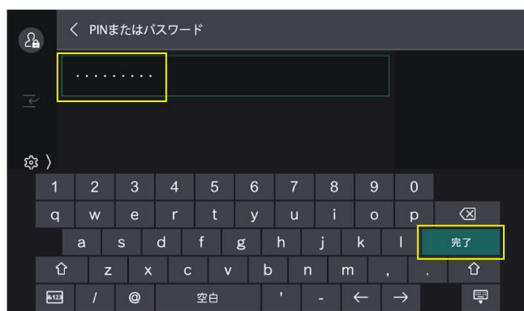 < PINまたはパスワード
·········
1 2 3 4 5 6 7 8 9 0
q w e r t y u i o p
a s d f g h j k l 完了
z x c v b n m , .
&123 / @ 空白 ' - ← →